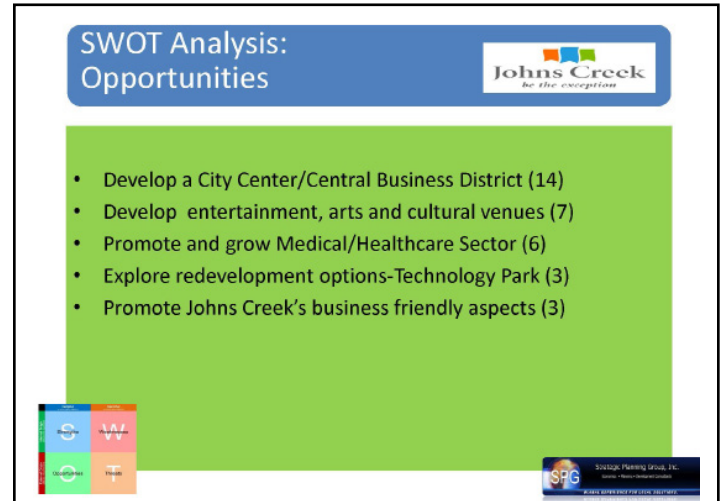 SWOT Analysis:
Opportunities
Johns Creek
be the exception
• Develop a City Center/Central Business District (14)
• Develop  entertainment, arts and cultural venues (7)
• Promote and grow Medical/Healthcare Sector (6)
• Explore redevelopment options-Technology Park (3)
• Promote Johns Creek's business friendly aspects (3)
S
Strengths
W
Weaknesses
O
Opportunities
T
Threats
SPG
Strategic Planning Group, Inc.